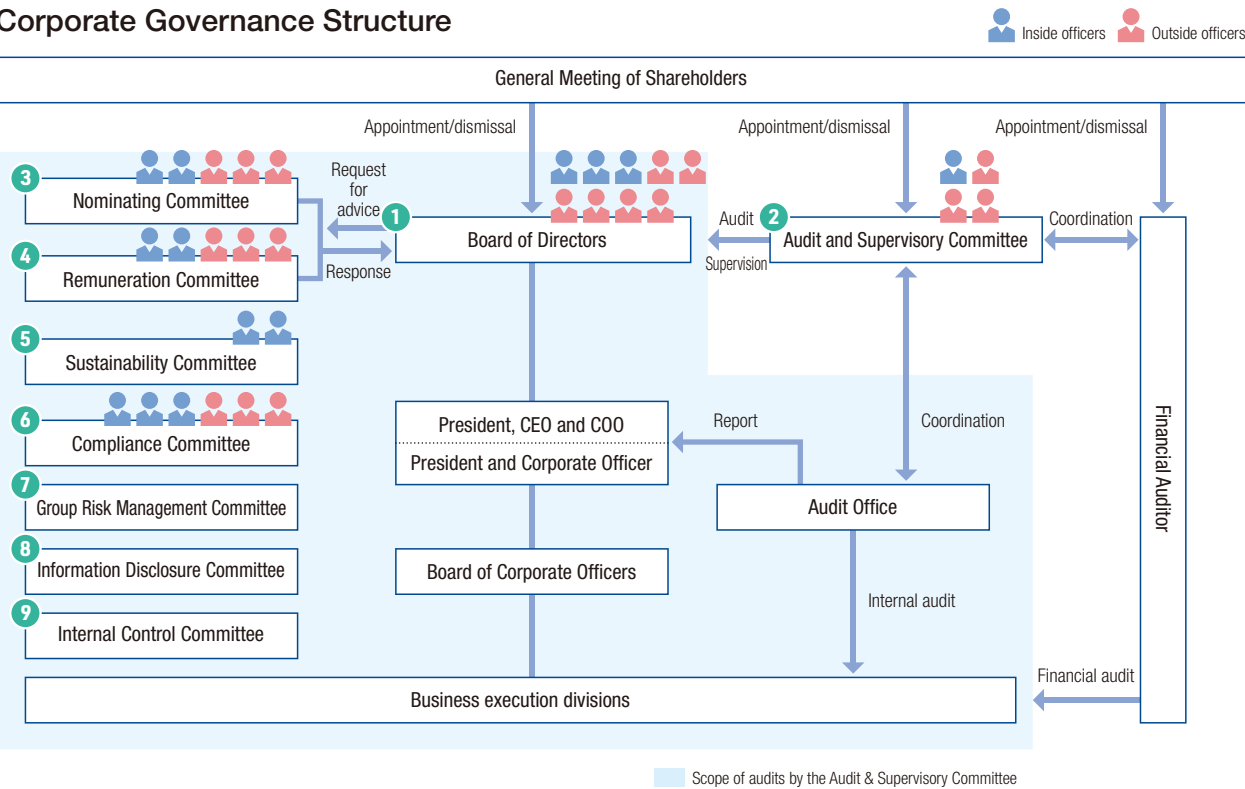 Corporate Governance Structure
Inside officers
Outside officers
General Meeting of Shareholders
Appointment/dismissal
Appointment/dismissal
Appointment/dismissal
3
Nominating Committee
Request
for
advice
1
Board of Directors
Audit
Supervision
2
Audit and Supervisory Committee
Coordination
4
Remuneration Committee
Response
5
Sustainability Committee
6
Compliance Committee
President, CEO and COO
President and Corporate Officer
Report
Coordination
Financial Auditor
7
Group Risk Management Committee
Audit Office
8
Information Disclosure Committee
Board of Corporate Officers
Internal audit
9
Internal Control Committee
Business execution divisions
Financial audit
Scope of audits by the Audit & Supervisory Committee